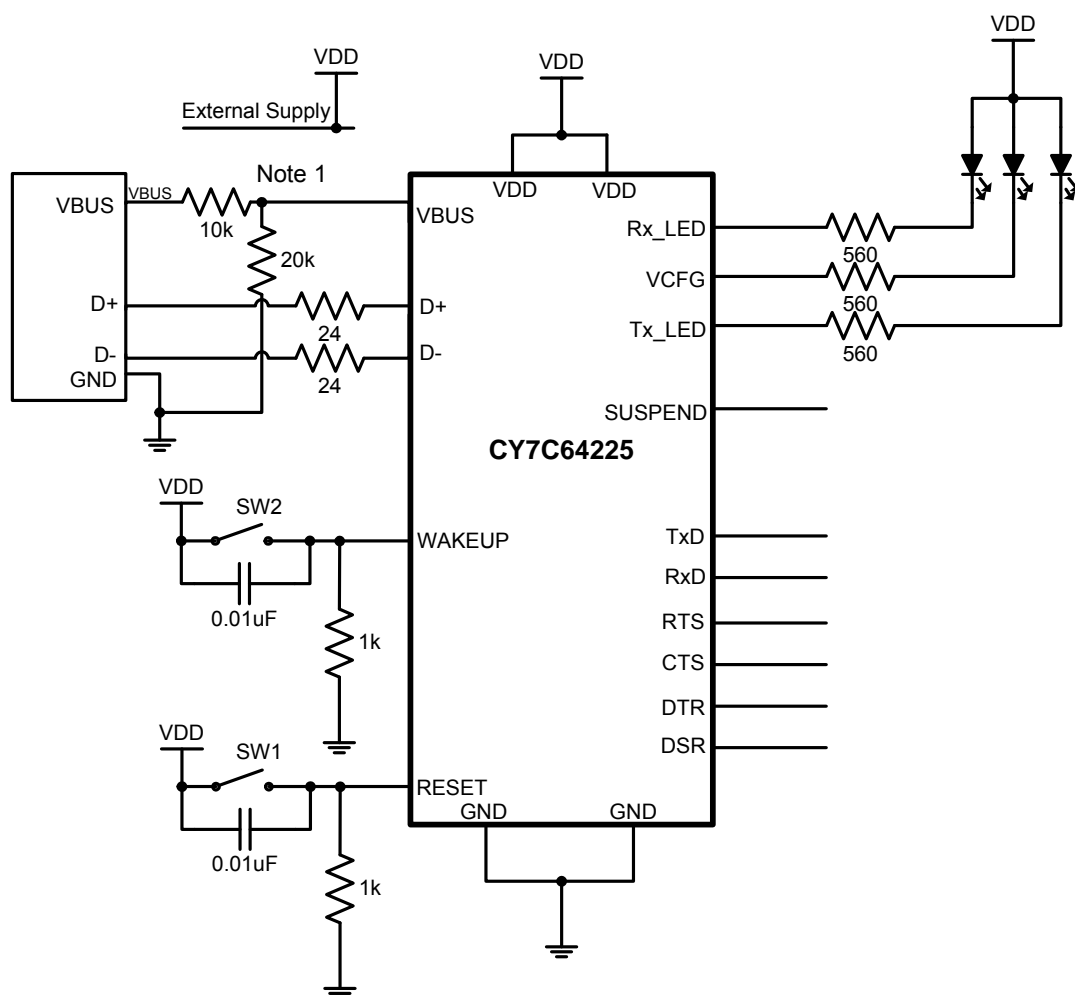 VDD
VDD
VDD
External Supply
Note 1
VDD VDD
VBUS
VBUS
10k
VBUS
Rx_LED
560
20k
VCFG
560
D+
24
D+
Tx_LED
560
D-
24
D-
GND
SUSPEND
CY7C64225
VDD
SW2
WAKEUP
TxD
0.01uF
RxD
1k
RTS
CTS
DTR
VDD
SW1
DSR
RESET
GND GND
0.01uF
1k